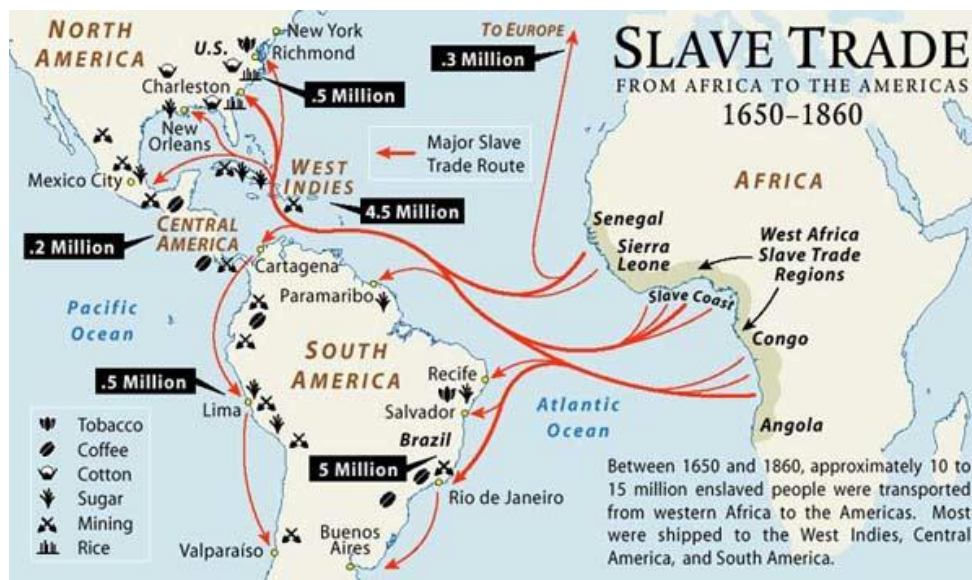 SLAVE TRADE
FROM AFRICA TO THE AMERICAS
1650–1860
NORTH
AMERICA
U.S.
New York
Richmond
.5 Million
Charleston
New
Orleans
Mexico City
WEST
INDIES
4.5 Million
CENTRAL
AMERICA
.2 Million
TO EUROPE
.3 Million
Major Slave
Trade Route
AFRICA
Senegal
Sierra
Leone
West Africa
Slave Trade
Regions
Slave Coast
Congo
Angola
Pacific
Ocean
Cartagena
Paramaribo
SOUTH
AMERICA
.5 Million
Lima
Recife
Salvador
Brazil
5 Million
Rio de Janeiro
Atlantic
Ocean
Valparaíso
Buenos
Aires
Tobacco
Coffee
Cotton
Sugar
Mining
Rice
Between 1650 and 1860, approximately 10 to
15 million enslaved people were transported
from western Africa to the Americas. Most
were shipped to the West Indies, Central
America, and South America.